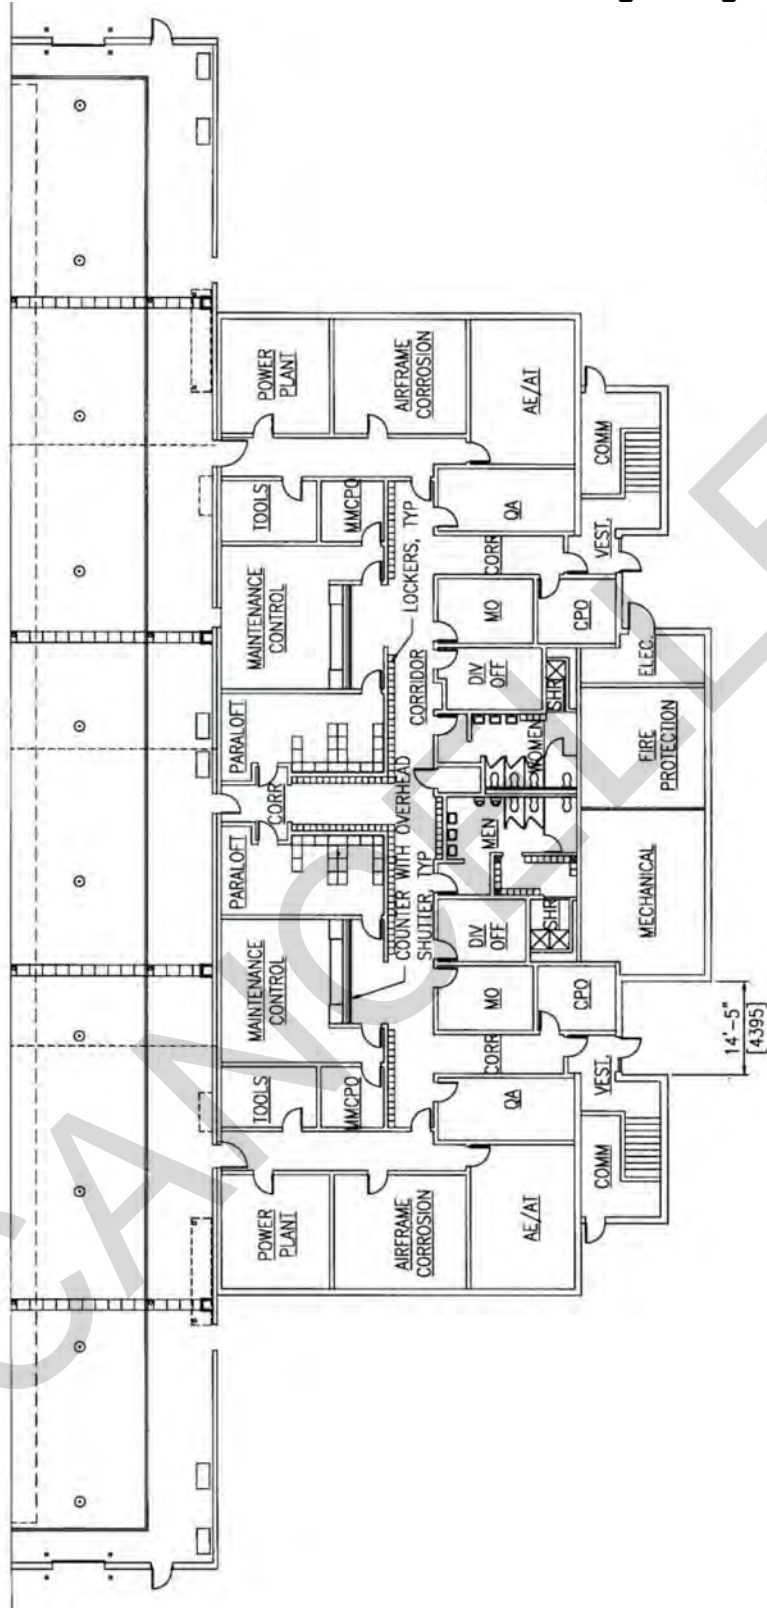 POWER
PLANT
AIRFRAME
CORROSION
AE/AT
COMM
TOOLS
MMCPO
LOCKERS, TYP
QA
CORR
VEST.
MAINTENANCE
CONTROL
MO
CPO
CORRIDOR
DIV
OFF
SHR
ELEC.
PARALOFT
WOMEN
FIRE
PROTECTION
CORR
COUNTER WITH OVERHEAD
SHUTTER, TYP
MEN
PARALOFT
MECHANICAL
MAINTENANCE
CONTROL
DIV
OFF
SHR
MO
CPO
14'-5"
[4395]
CORR
VEST.
TOOLS
MMCPO
QA
COMM
POWER
PLANT
AIRFRAME
CORROSION
AE/AT
CANCELLE